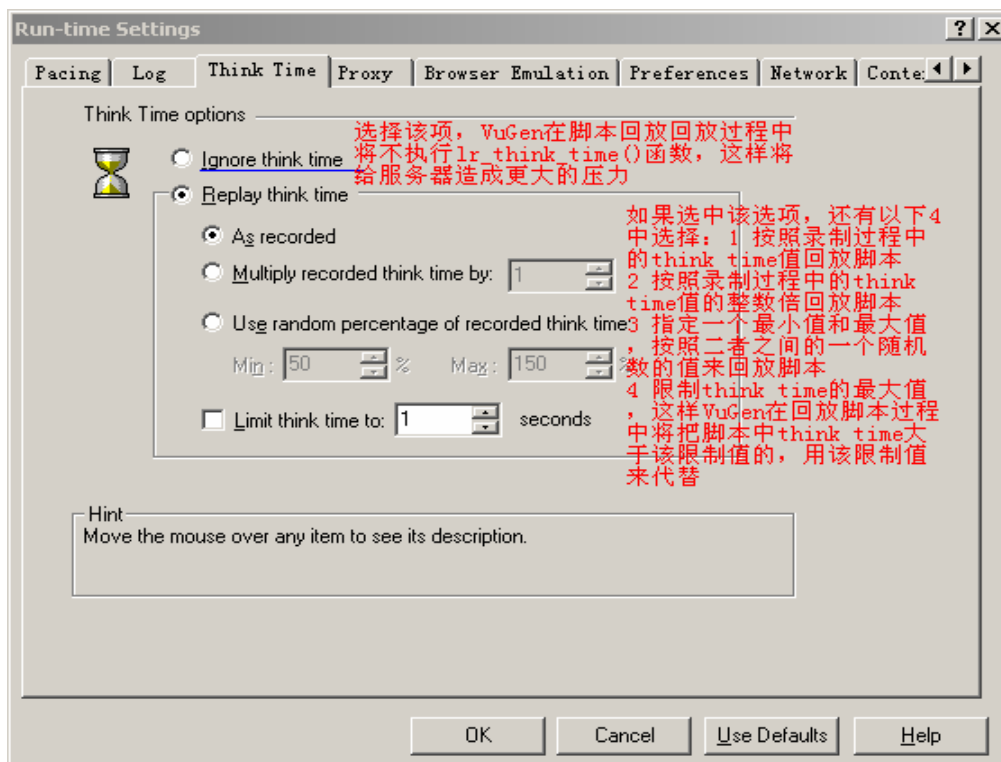 Run-time Settings
Pacing Log Think Time Proxy Browser Emulation Preferences Network Conte
Think Time options
选择该项，VuGen在脚本回放回放过程中
将不执行lr_think_time()函数，这样将
给服务器造成更大的压力
Ignore think time
Replay think time
As recorded
Multiply recorded think time by: 1
Use random percentage of recorded think time
Min: 50 % Max: 150 %
Limit think time to: 1 seconds
如果选中该选项，还有以下4
中选择：1 按照录制过程中
的think time值回放脚本
2 按照录制过程中的think
time值的整数倍回放脚本
3 指定一个最小值和最大值
，按照二者之间的一个随机
数的值来回放脚本
4 限制think time的最大值
，这样VuGen在回放脚本过程
中将把脚本中think time大
于该限制值的，用该限制值
来代替
Hint
Move the mouse over any item to see its description.
OK Cancel Use Defaults Help